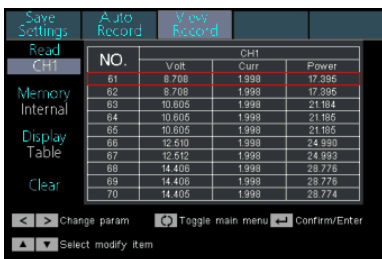 Save Settings Auto Record View Record
Read CH1
Memory Internal
Display Table
Clear
NO. CH1
Volt Curr Power
61 8.708 1.998 17.395
62 8.708 1.998 17.395
63 10.605 1.998 21.184
64 10.605 1.998 21.185
65 10.605 1.998 21.185
66 12.510 1.998 24.990
67 12.512 1.998 24.993
68 14.406 1.998 28.776
69 14.406 1.998 28.776
70 14.405 1.998 28.774
< > Change param Toggle main menu Confirm/Enter
▲ ▼ Select modify item